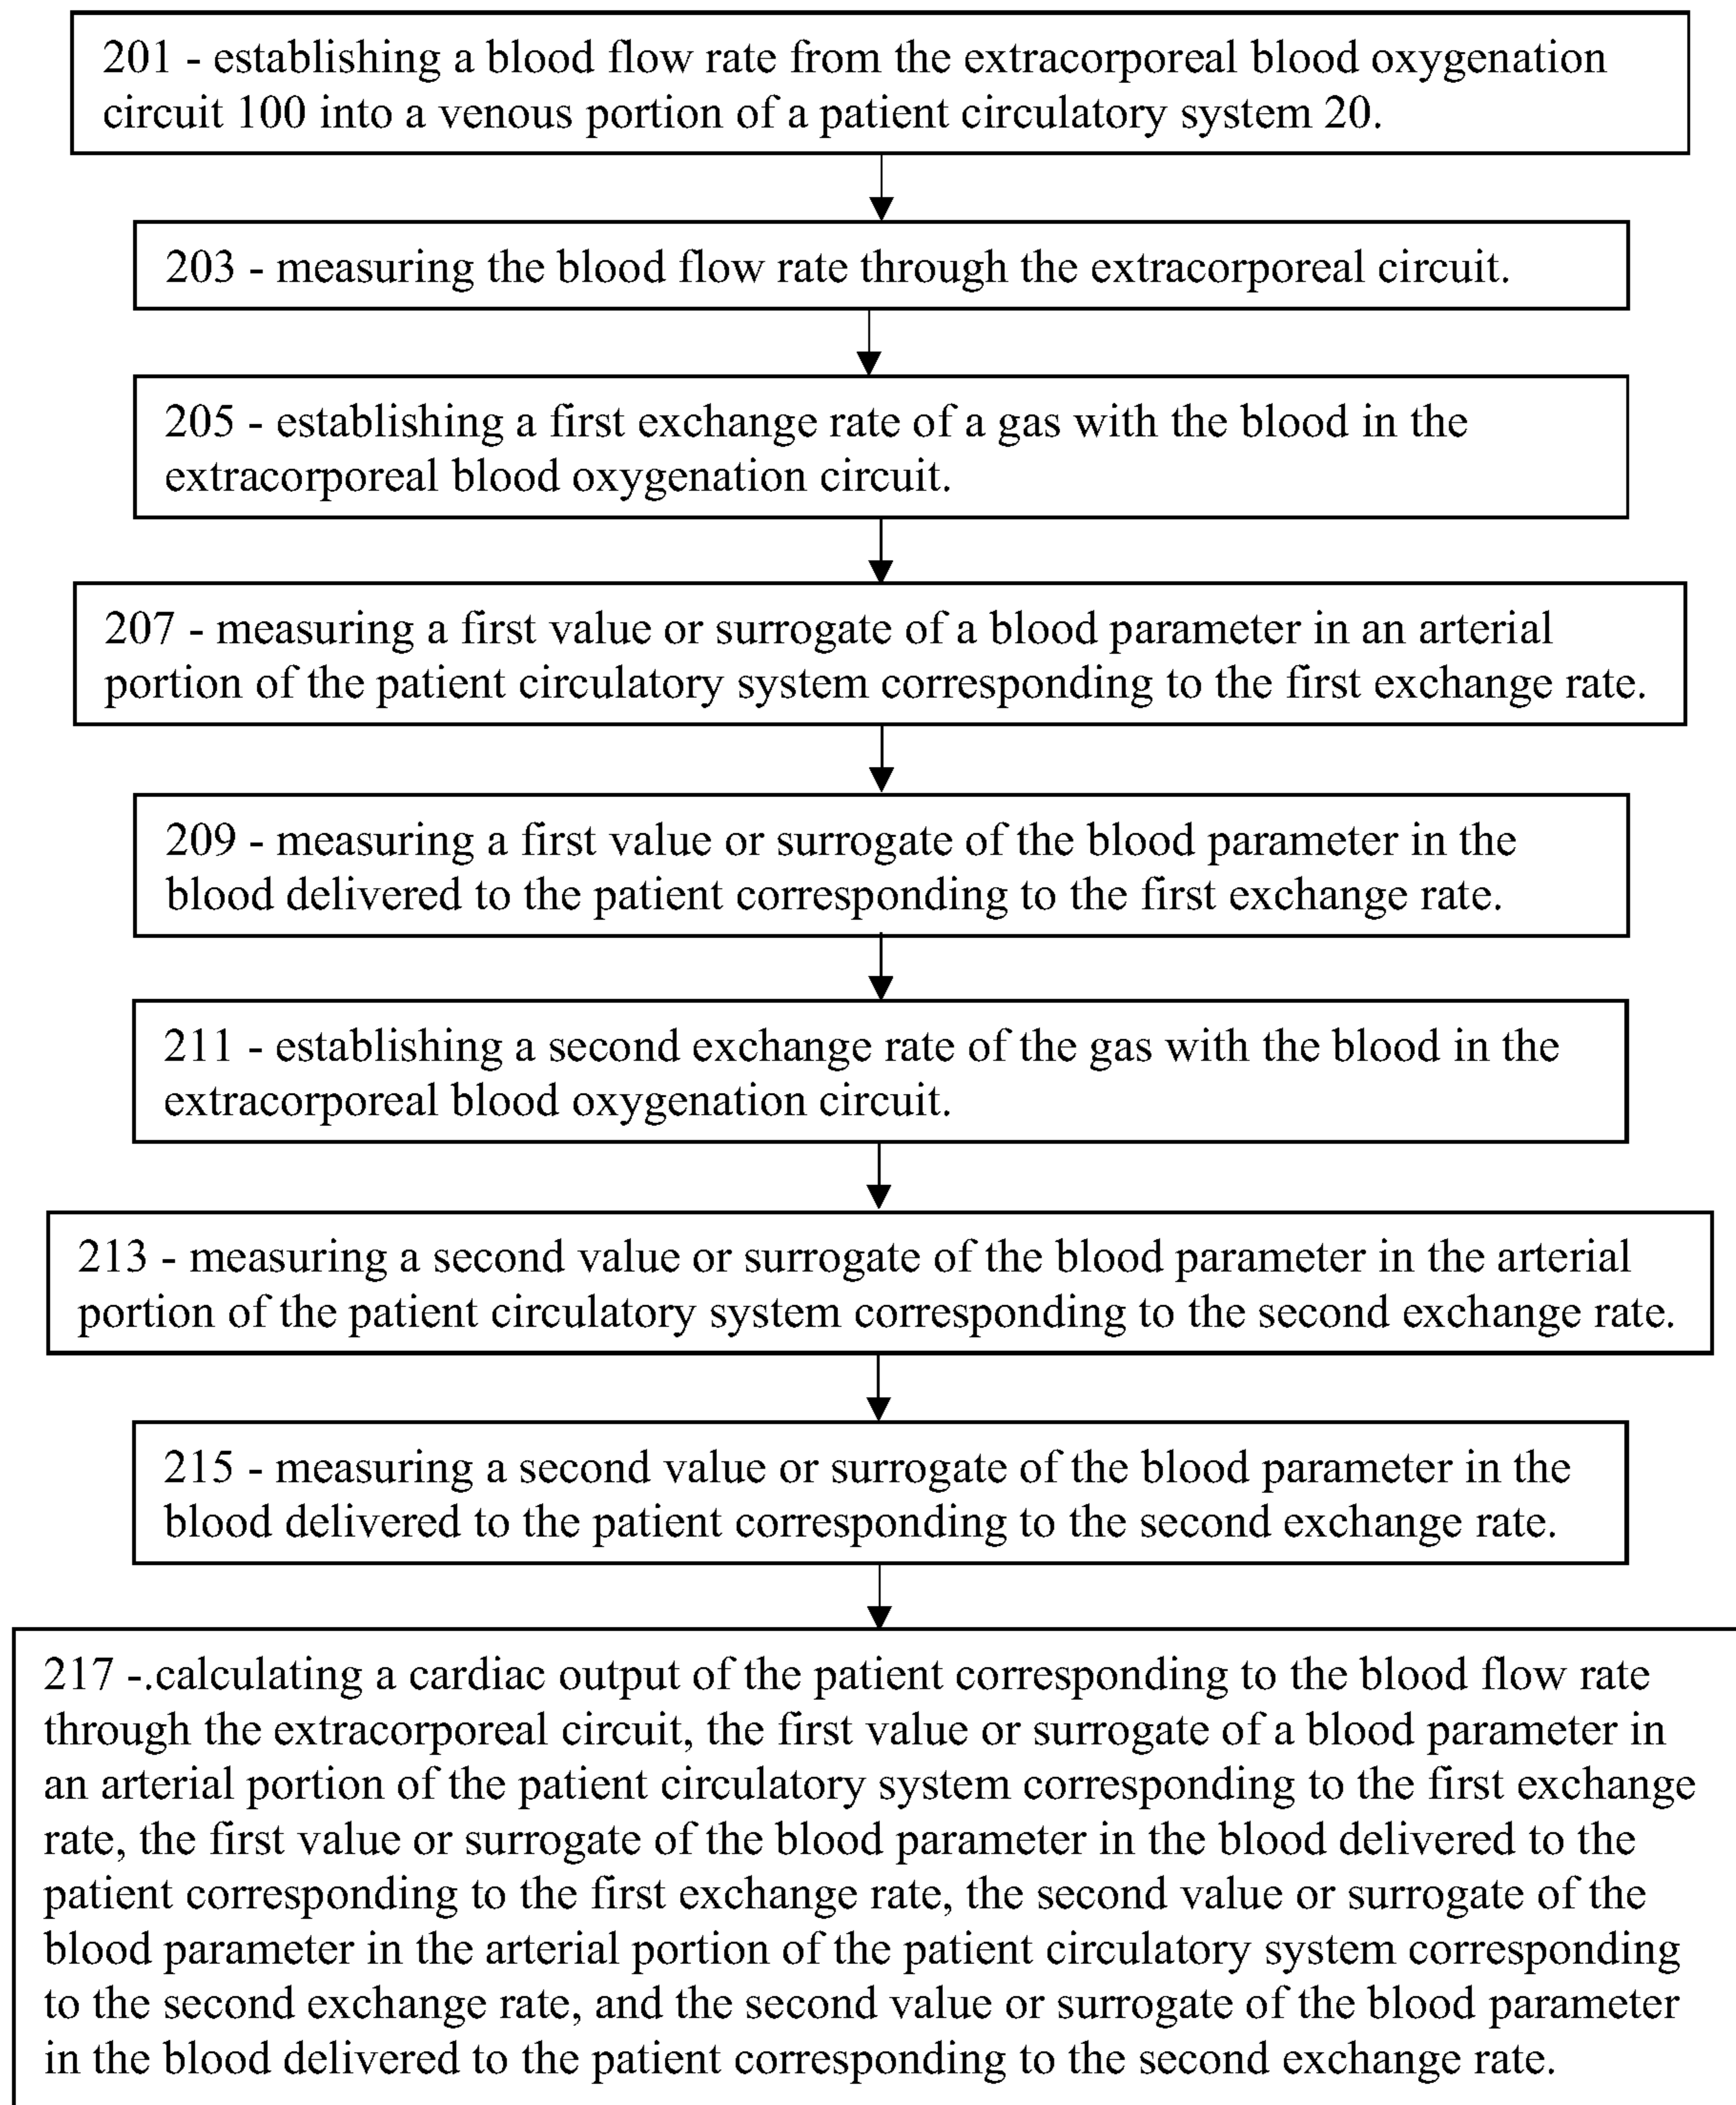 201 - establishing a blood flow rate from the extracorporeal blood oxygenation
circuit 100 into a venous portion of a patient circulatory system 20.
203 - measuring the blood flow rate through the extracorporeal circuit.
205 - establishing a first exchange rate of a gas with the blood in the
extracorporeal blood oxygenation circuit.
207 - measuring a first value or surrogate of a blood parameter in an arterial
portion of the patient circulatory system corresponding to the first exchange rate.
209 - measuring a first value or surrogate of the blood parameter in the
blood delivered to the patient corresponding to the first exchange rate.
211 - establishing a second exchange rate of the gas with the blood in the
extracorporeal blood oxygenation circuit.
213 - measuring a second value or surrogate of the blood parameter in the arterial
portion of the patient circulatory system corresponding to the second exchange rate.
215 - measuring a second value or surrogate of the blood parameter in the
blood delivered to the patient corresponding to the second exchange rate.
217 -.calculating a cardiac output of the patient corresponding to the blood flow rate
through the extracorporeal circuit, the first value or surrogate of a blood parameter in
an arterial portion of the patient circulatory system corresponding to the first exchange
rate, the first value or surrogate of the blood parameter in the blood delivered to the
patient corresponding to the first exchange rate, the second value or surrogate of the
blood parameter in the arterial portion of the patient circulatory system corresponding
to the second exchange rate, and the second value or surrogate of the blood parameter
in the blood delivered to the patient corresponding to the second exchange rate.